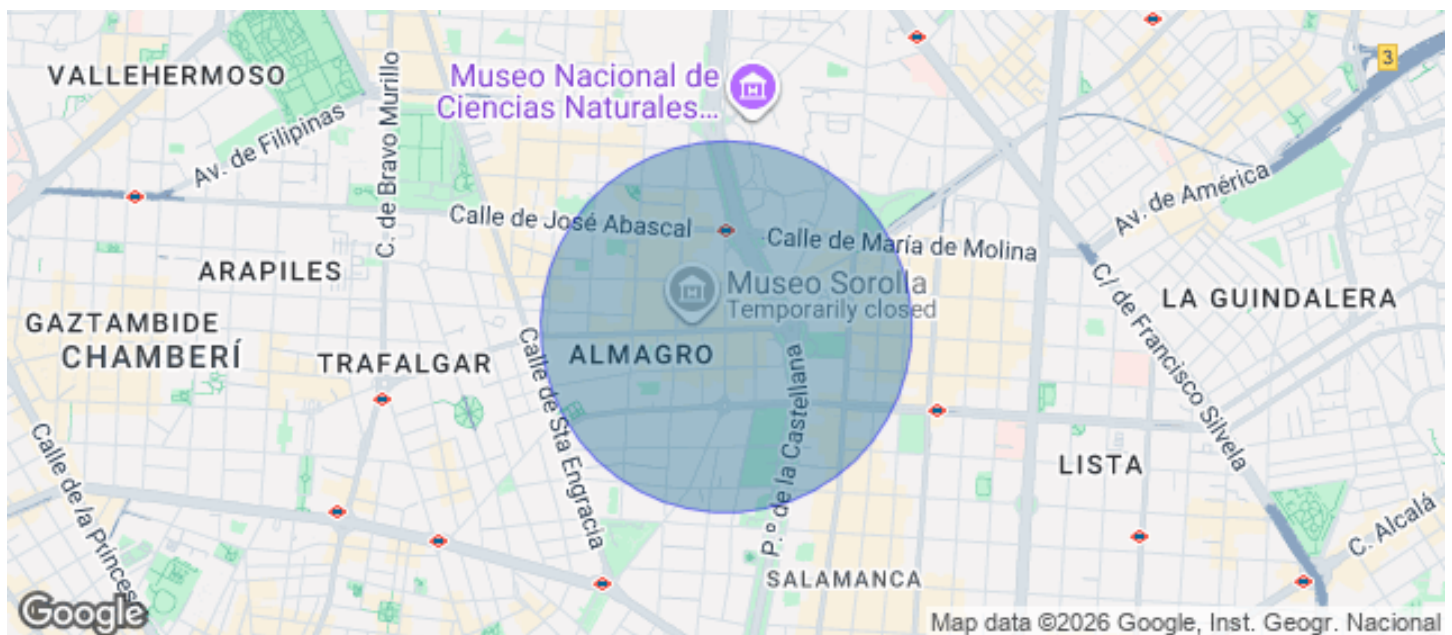 VALLEHERMOSO
Museo Nacional de
Ciencias Naturales...
3
Av. de Filipinas
C. de Bravo Murillo
Av. de América
Calle de José Abascal
Calle de María de Molina
ARAPILES
Museo Sorolla
Temporarily closed
C/ de Francisco Silvela
LA GUINDALERA
GAZTAMBIDE
CHAMBERÍ
TRAFALGAR
ALMAGRO
Calle de Sta Engracia
P.º de la Castellana
LISTA
Calle de la Princesa
C. Alcalá
SALAMANCA
Google
Map data ©2026 Google, Inst. Geogr. Nacional